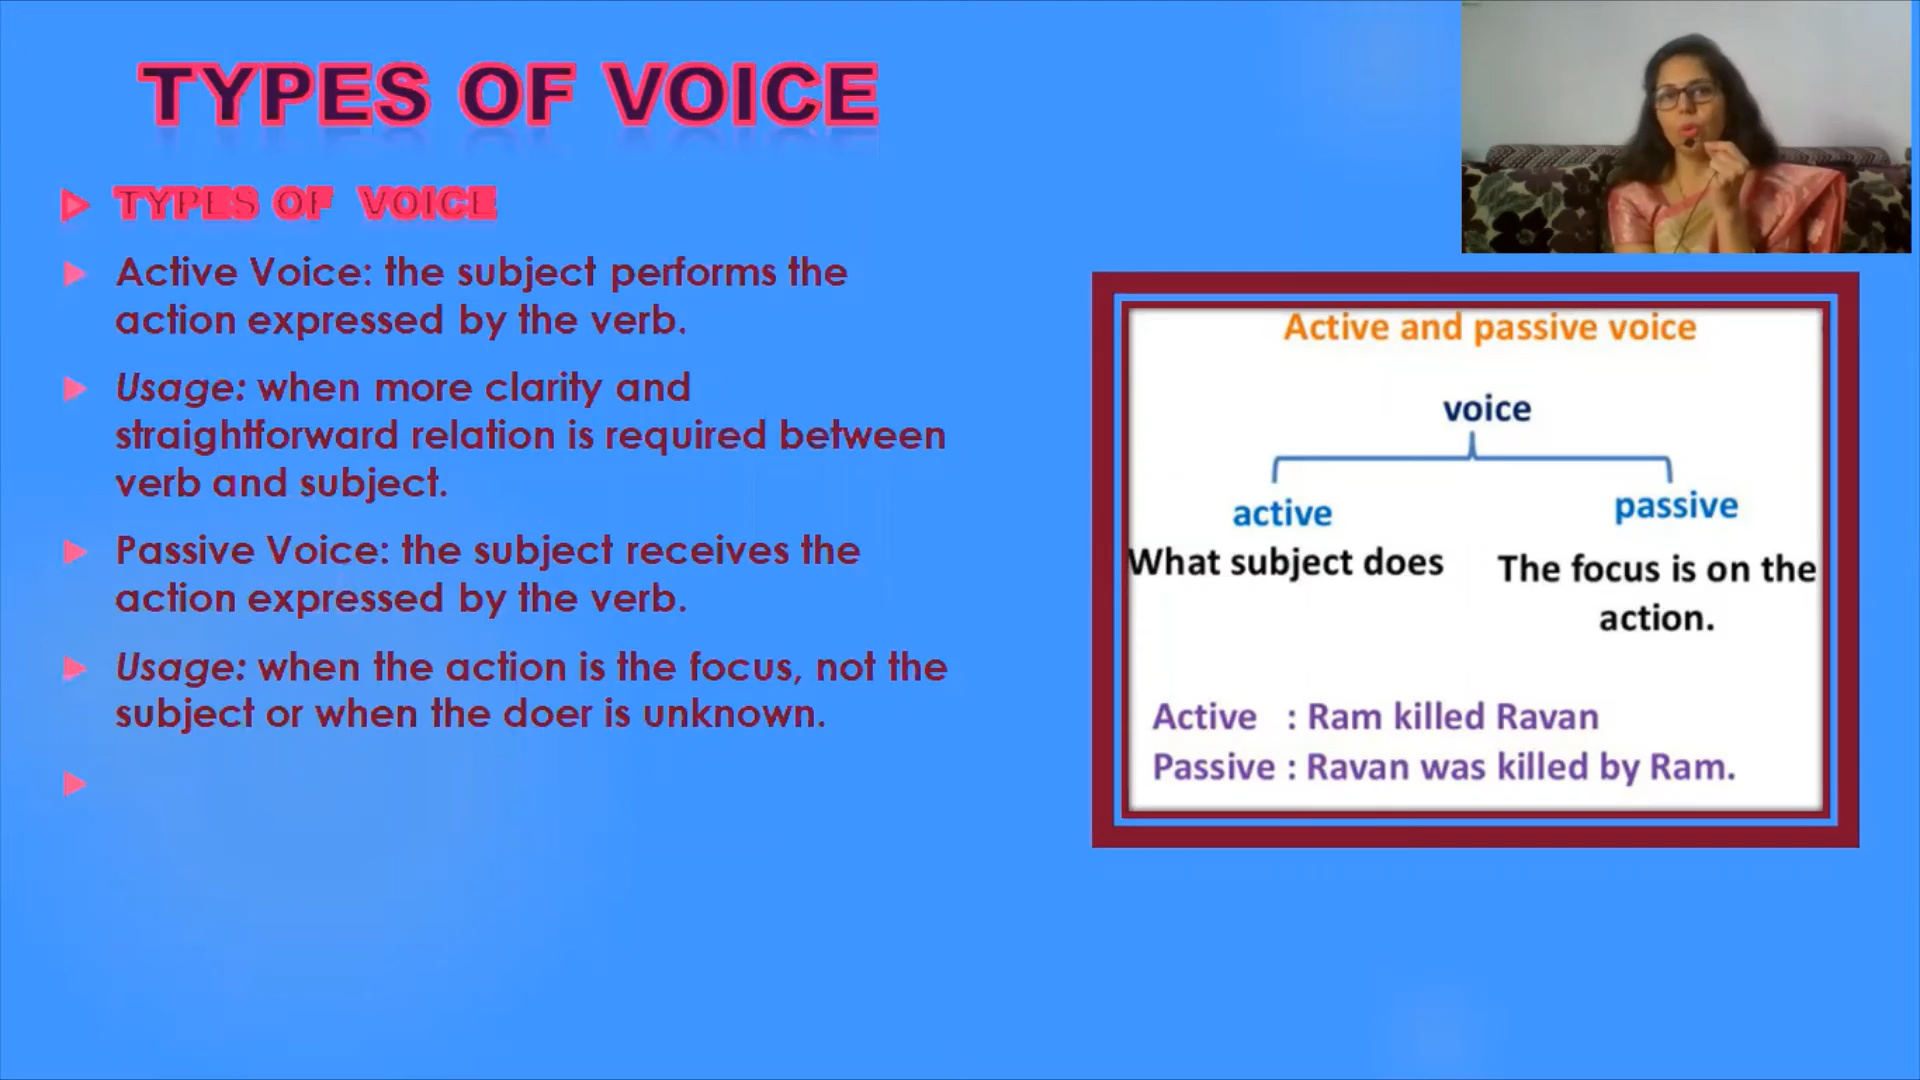 TYPES OF VOICE
TYPES OF VOICE
Active Voice: the subject performs the
action expressed by the verb.
Usage: when more clarity and
straightforward relation is required between
verb and subject.
Passive Voice: the subject receives the
action expressed by the verb.
Usage: when the action is the focus, not the
subject or when the doer is unknown.
Active and passive voice
voice
active
passive
What subject does
The focus is on the
action.
Active : Ram killed Ravan
Passive : Ravan was killed by Ram.